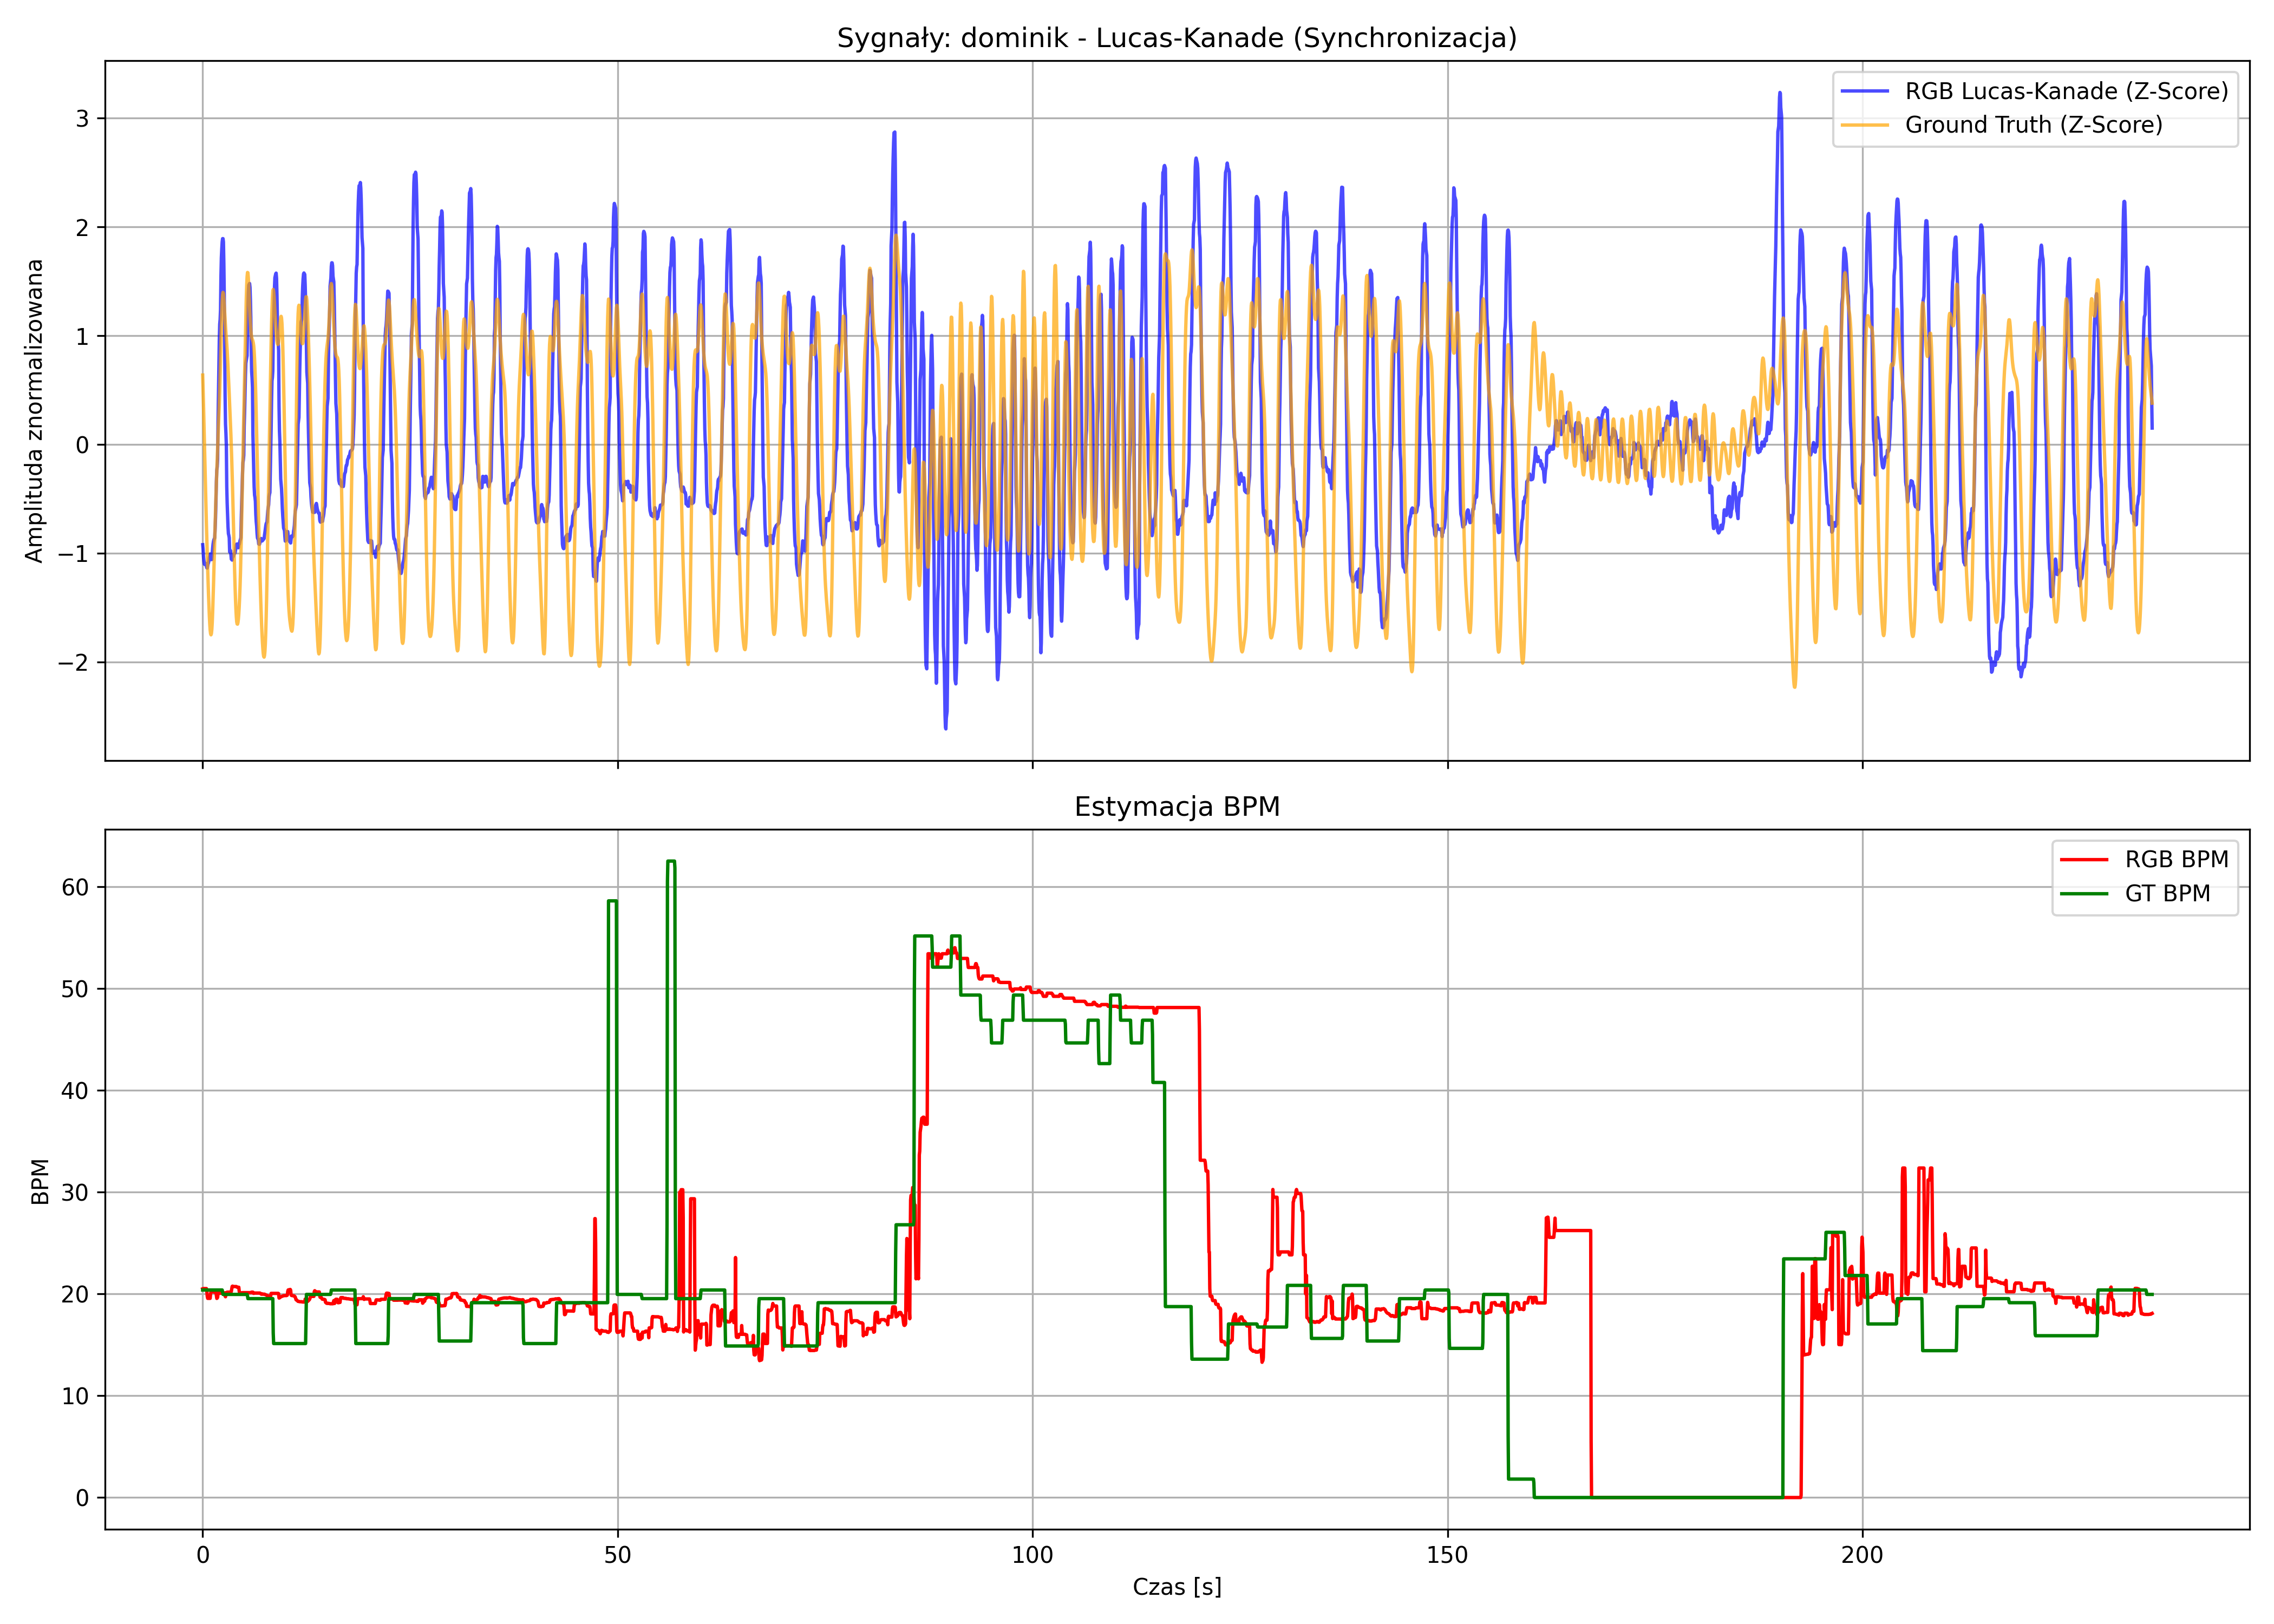 Sygnały: dominik - Lucas-Kanade (Synchronizacja)
RGB Lucas-Kanade (Z-Score)
Ground Truth (Z-Score)
Amplituda znormalizowana
3
2
1
0
−1
−2
Estymacja BPM
RGB BPM
GT BPM
BPM
60
50
40
30
20
10
0
0 50 100 150 200
Czas [s]